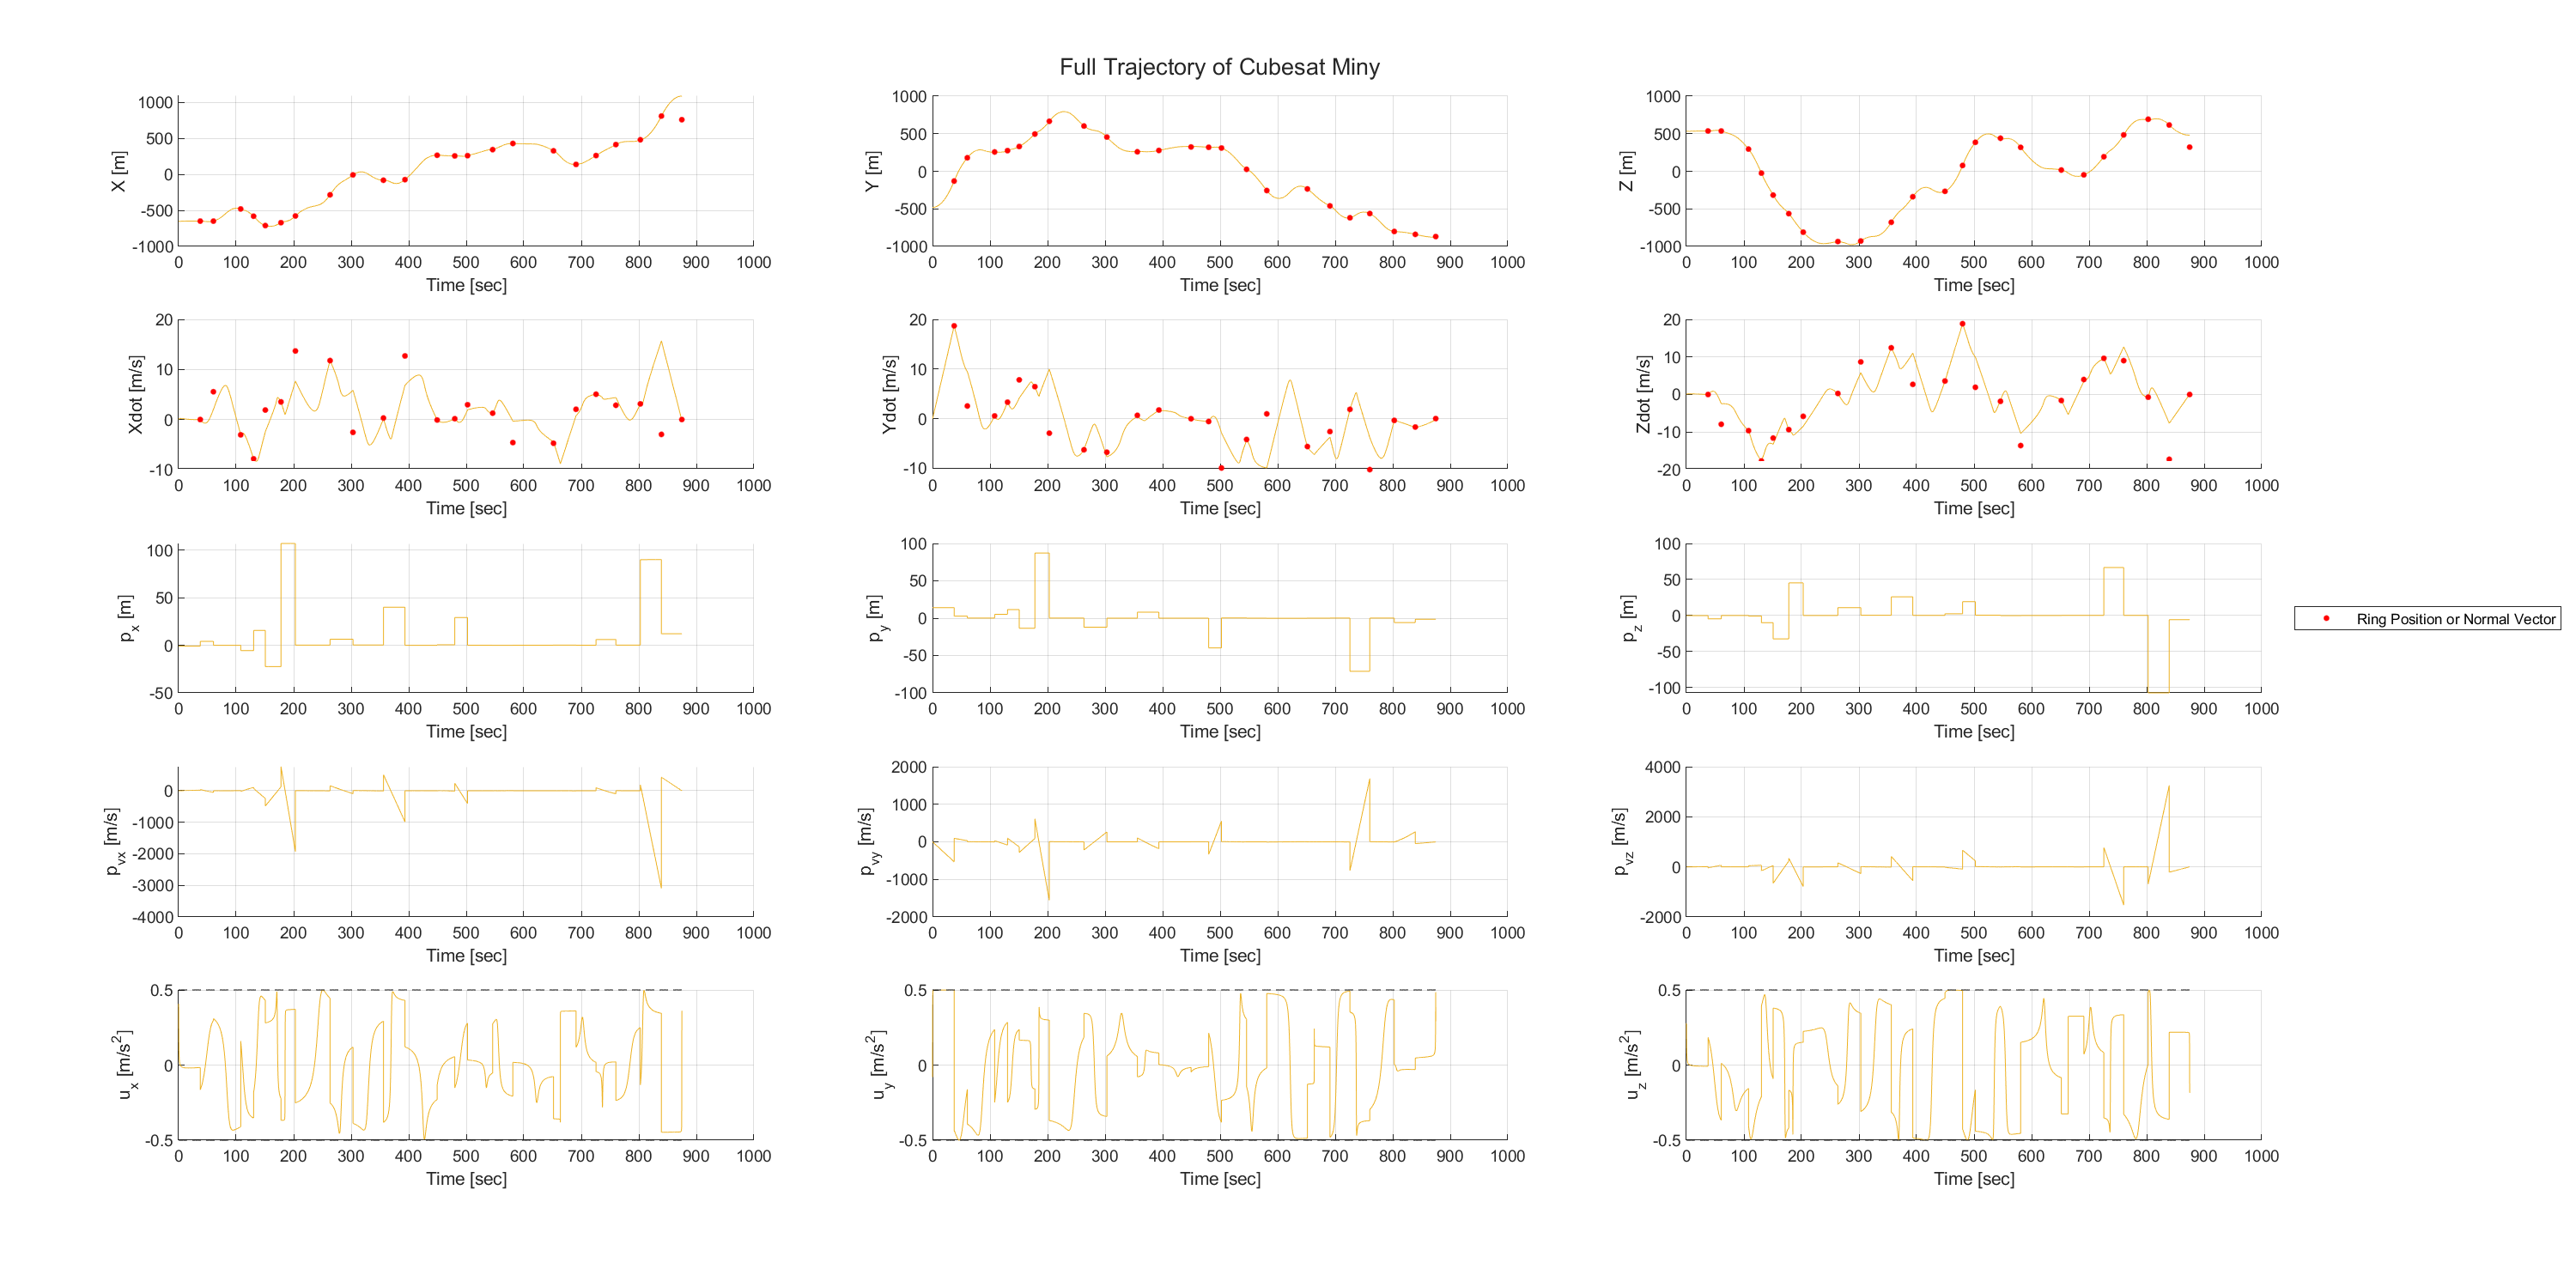 Full Trajectory of Cubesat Miny
1000
500
0
-500
-1000
X [m]
0 100 200 300 400 500 600 700 800 900 1000
Time [sec]
1000
500
0
-500
-1000
Y [m]
0 100 200 300 400 500 600 700 800 900 1000
Time [sec]
1000
500
0
-500
-1000
Z [m]
0 100 200 300 400 500 600 700 800 900 1000
Time [sec]
20
10
0
-10
Xdot [m/s]
0 100 200 300 400 500 600 700 800 900 1000
Time [sec]
20
10
0
-10
Ydot [m/s]
0 100 200 300 400 500 600 700 800 900 1000
Time [sec]
20
10
0
-10
-20
Zdot [m/s]
0 100 200 300 400 500 600 700 800 900 1000
Time [sec]
100
50
0
-50
p_x [m]
0 100 200 300 400 500 600 700 800 900 1000
Time [sec]
100
50
0
-50
-100
p_y [m]
0 100 200 300 400 500 600 700 800 900 1000
Time [sec]
100
50
0
-50
-100
p_z [m]
0 100 200 300 400 500 600 700 800 900 1000
Time [sec]
Ring Position or Normal Vector
0
-1000
-2000
-3000
-4000
p_vx [m/s]
0 100 200 300 400 500 600 700 800 900 1000
Time [sec]
2000
1000
0
-1000
-2000
p_vy [m/s]
0 100 200 300 400 500 600 700 800 900 1000
Time [sec]
4000
2000
0
-2000
p_vz [m/s]
0 100 200 300 400 500 600 700 800 900 1000
Time [sec]
0.5
0
-0.5
u_x [m/s²]
0 100 200 300 400 500 600 700 800 900 1000
Time [sec]
0.5
0
-0.5
u_y [m/s²]
0 100 200 300 400 500 600 700 800 900 1000
Time [sec]
0.5
0
-0.5
u_z [m/s²]
0 100 200 300 400 500 600 700 800 900 1000
Time [sec]